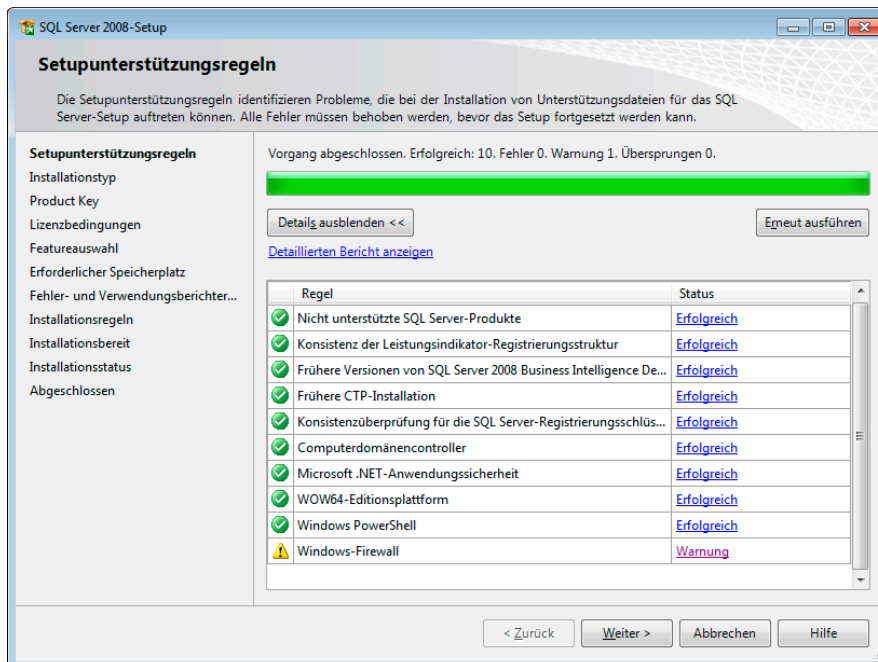 SQL Server 2008-Setup
Setupunterstützungsregeln
Die Setupunterstützungsregeln identifizieren Probleme, die bei der Installation von Unterstützungsdateien für das SQL
Server-Setup auftreten können. Alle Fehler müssen behoben werden, bevor das Setup fortgesetzt werden kann.
Setupunterstützungsregeln
Installationstyp
Product Key
Lizenzbedingungen
Featureauswahl
Erforderlicher Speicherplatz
Fehler- und Verwendungsberichter...
Installationsregeln
Installationsbereit
Installationsstatus
Abgeschlossen
Vorgang abgeschlossen. Erfolgreich: 10. Fehler 0. Warnung 1. Übersprungen 0.
Details ausblenden <<
Erneut ausführen
Detaillierten Bericht anzeigen
Regel Status
Nicht unterstützte SQL Server-Produkte Erfolgreich
Konsistenz der Leistungsindikator-Registrierungsstruktur Erfolgreich
Frühere Versionen von SQL Server 2008 Business Intelligence De... Erfolgreich
Frühere CTP-Installation Erfolgreich
Konsistenzüberprüfung für die SQL Server-Registrierungsschlüs... Erfolgreich
Computerdomänencontroller Erfolgreich
Microsoft .NET-Anwendungssicherheit Erfolgreich
WOW64-Editionsplattform Erfolgreich
Windows PowerShell Erfolgreich
Windows-Firewall Warnung
< Zurück
Weiter >
Abbrechen
Hilfe